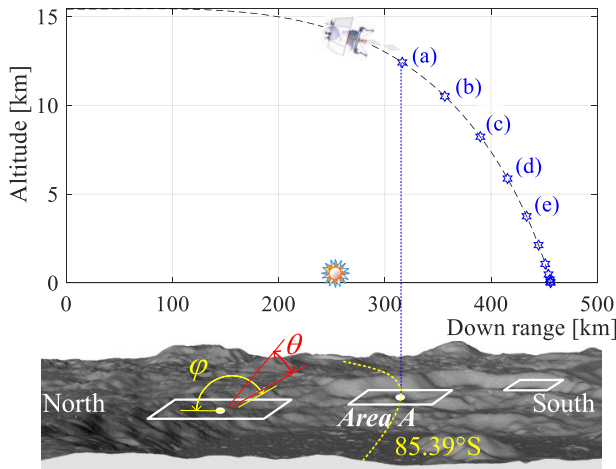 15
10
5
0
Altitude [km]
(a)
(b)
(c)
(d)
(e)
0
100
200
300
400
500
Down range [km]
φ
θ
North
Area A
South
85.39°S